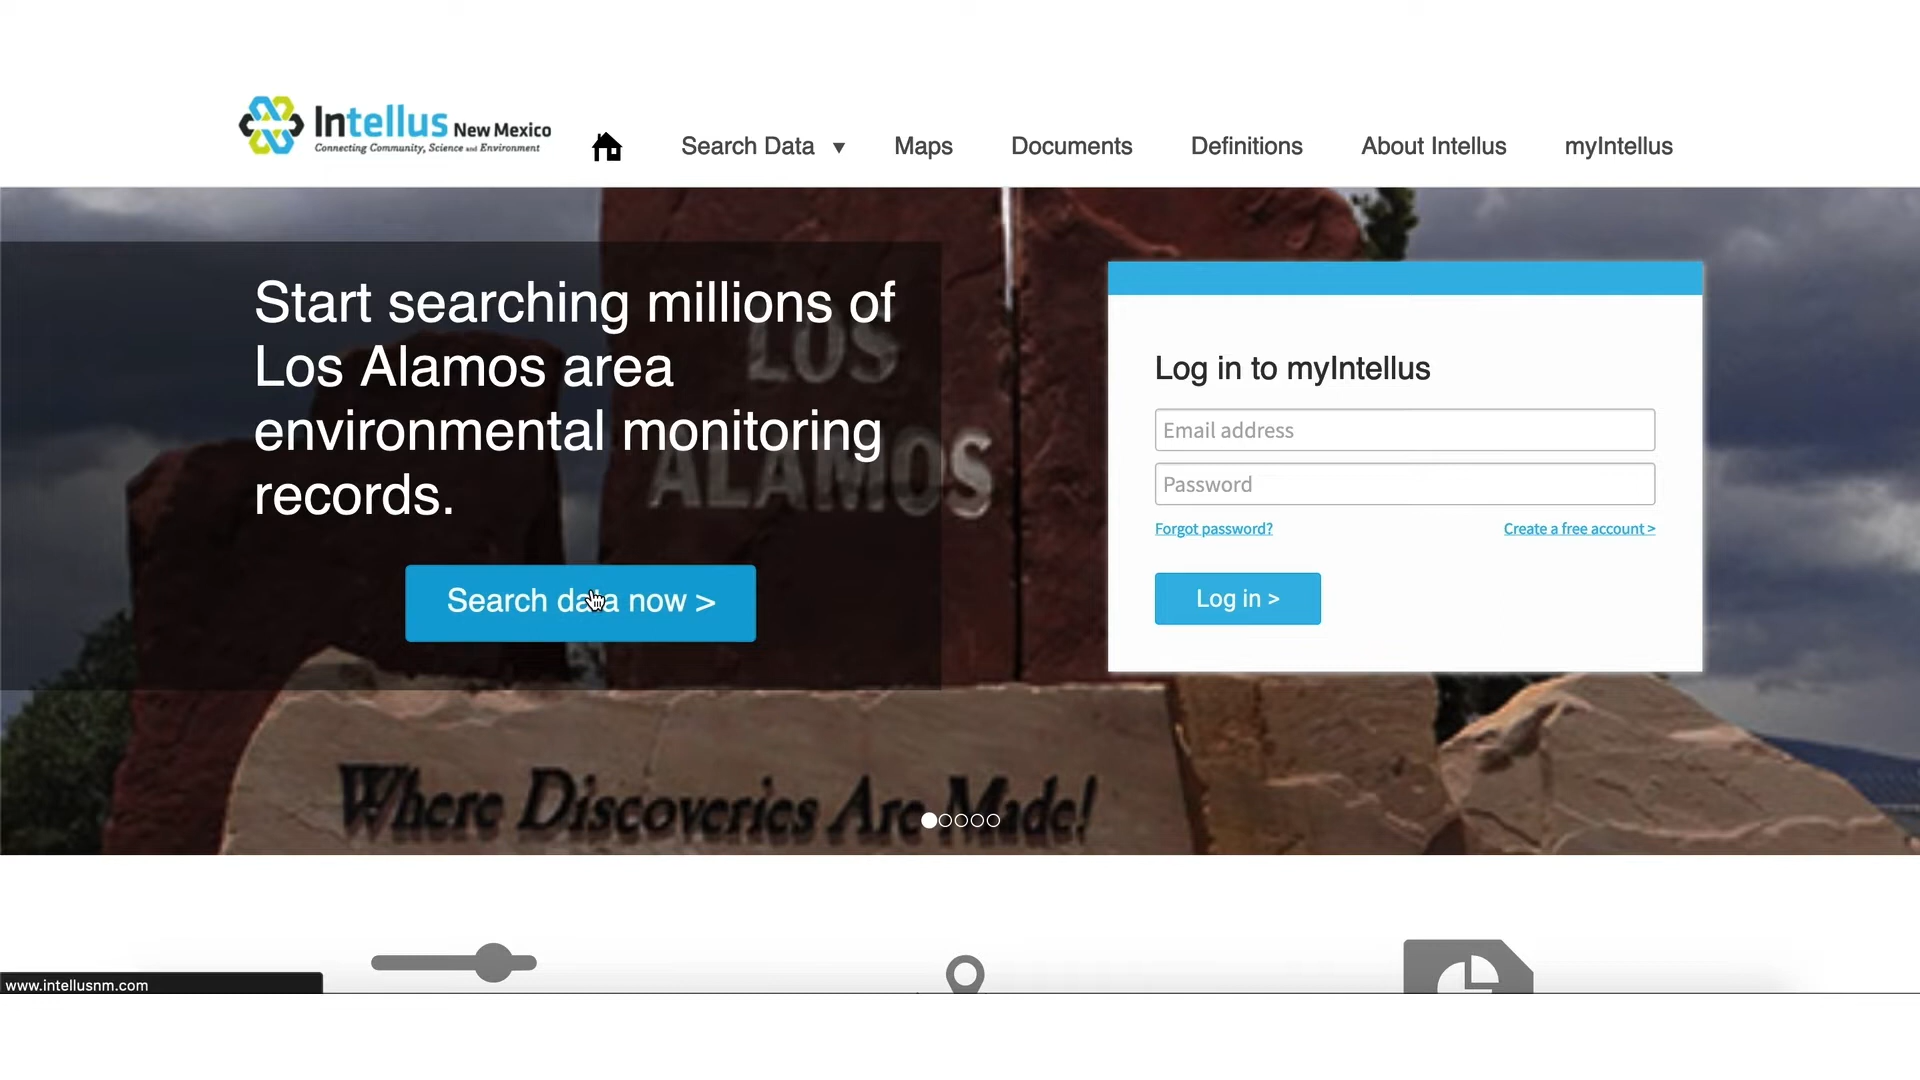 Intellus New Mexico
Connecting Community, Science and Environment
Search Data ▼
Maps
Documents
Definitions
About Intellus
myIntellus
Start searching millions of
Los Alamos area
environmental monitoring
records.
Search data now >
LOS
ALAMOS
Where Discoveries Are Made!
Log in to myIntellus
Email address
Password
Forgot password?
Create a free account >
Log in >
www.intellusnm.com